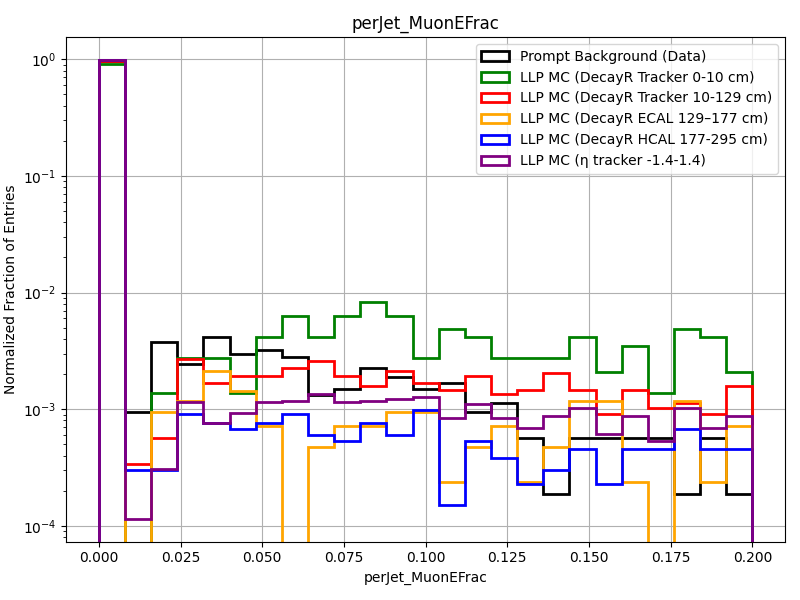 perJet_MuonEFrac
Prompt Background (Data)
LLP MC (DecayR Tracker 0-10 cm)
LLP MC (DecayR Tracker 10-129 cm)
LLP MC (DecayR ECAL 129–177 cm)
LLP MC (DecayR HCAL 177-295 cm)
LLP MC (η tracker -1.4-1.4)
Normalized Fraction of Entries
10⁰
10⁻¹
10⁻²
10⁻³
10⁻⁴
0.000 0.025 0.050 0.075 0.100 0.125 0.150 0.175 0.200
perJet_MuonEFrac